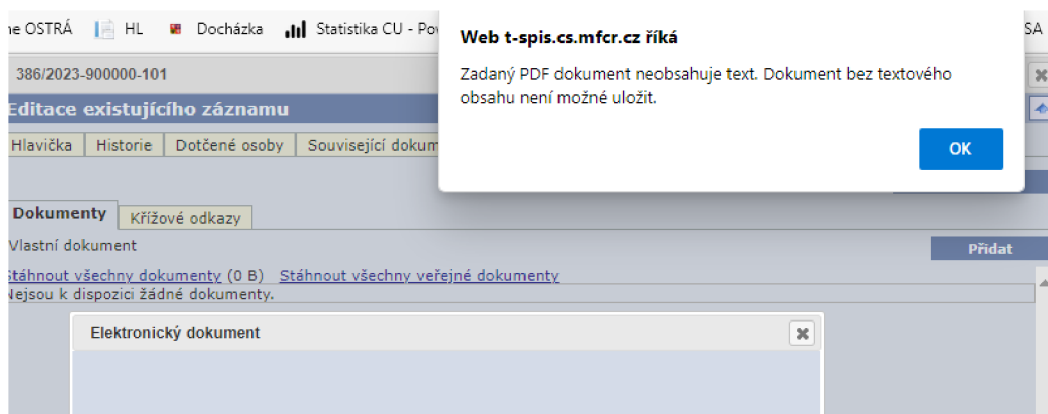 ne OSTRÁ HL Docházka Statistika CU - Pov SA
Web t-spis.cs.mfcr.cz říká
Zadaný PDF dokument neobsahuje text. Dokument bez textového
obsahu není možné uložit.
OK
386/2023-900000-101
Editace existujícího záznamu
Hlavička Historie Dotčené osoby Související dokum
Dokumenty Křížové odkazy
Vlastní dokument
Přidat
Stáhnout všechny dokumenty (0 B) Stáhnout všechny veřejné dokumenty
Nejsou k dispozici žádné dokumenty.
Elektronický dokument